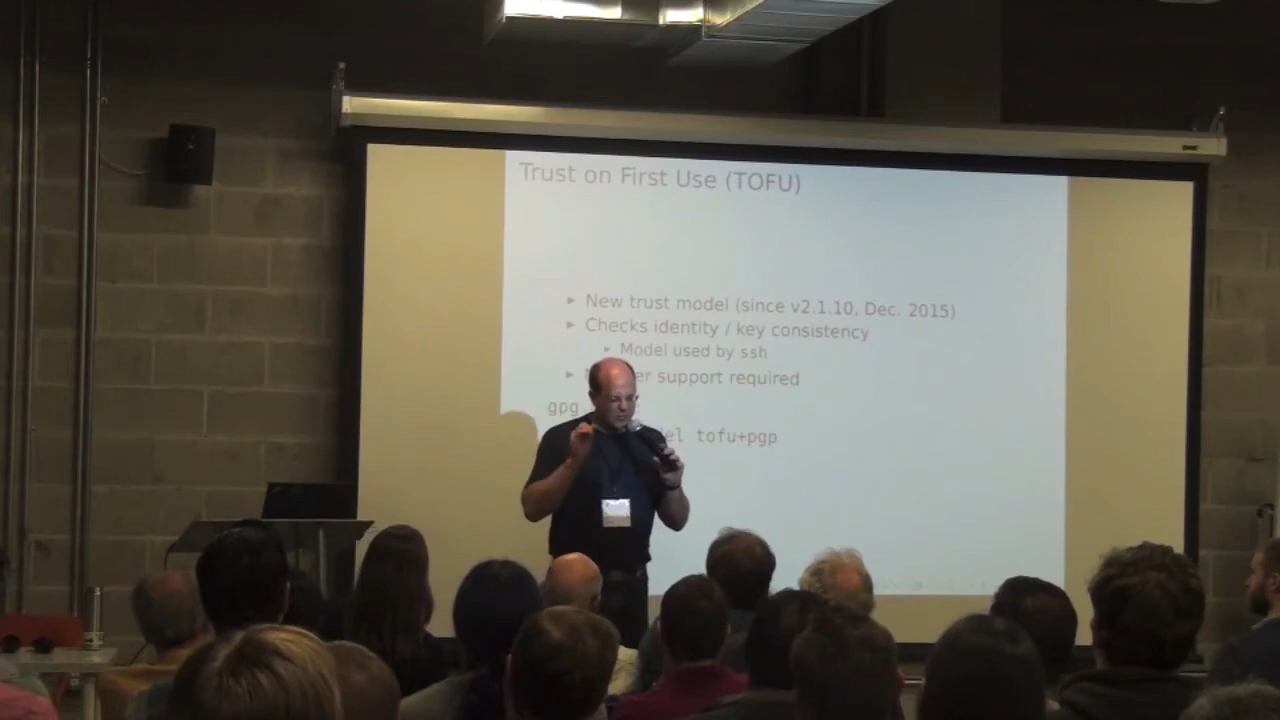 Trust on First Use (TOFU)
▸ New trust model (since v2.1.10, Dec. 2015)
▸ Checks identity / key consistency
▸ Model used by ssh
▸ support required
gpg
tofu+pgp